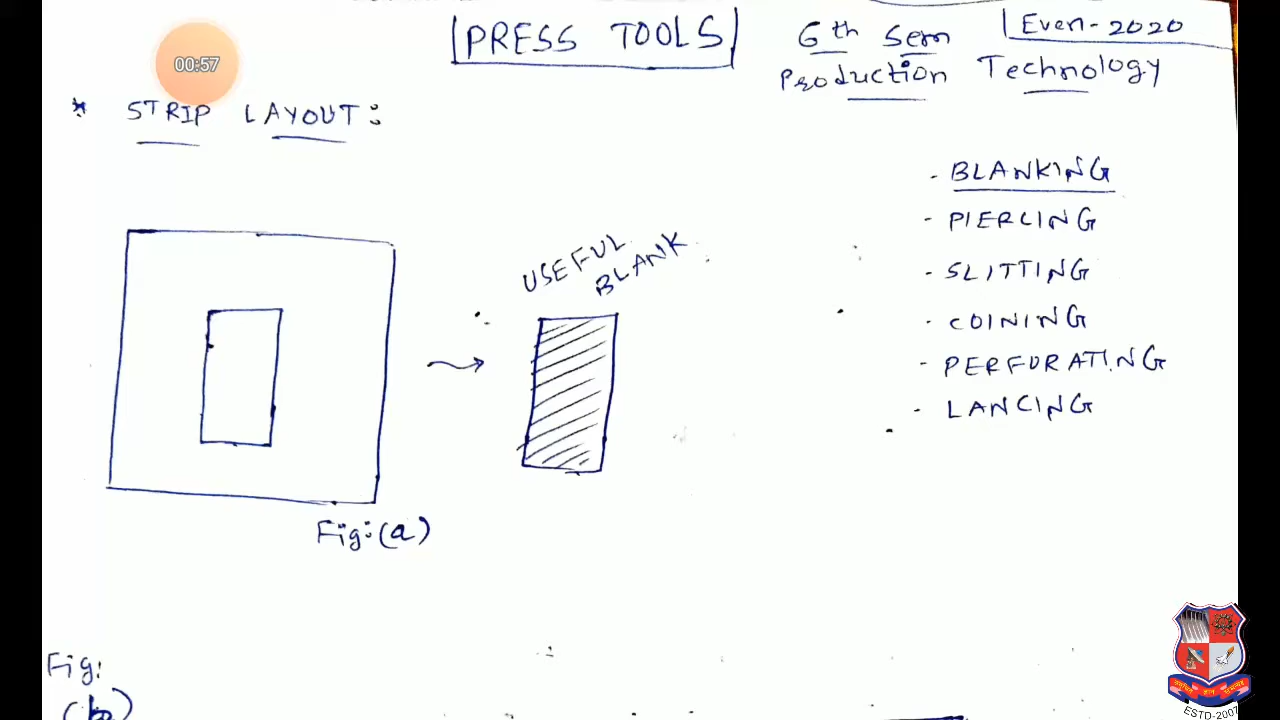 PRESS TOOLS
6th Sem
Even-2020
Production Technology
00:57
* STRIP LAYOUT:
- BLANKING
- PIERCING
- SLITTING
- COINING
- PERFORATING
- LANCING
USEFUL
BLANK
Fig:(a)
Fig:
(b)
ESTD-2007